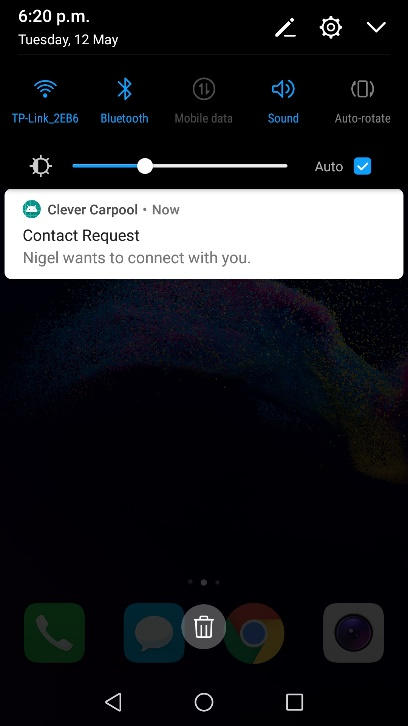 6:20 p.m.
Tuesday, 12 May
TP-Link_2EB6 Bluetooth Mobile data Sound Auto-rotate
Auto
Clever Carpool • Now
Contact Request
Nigel wants to connect with you.